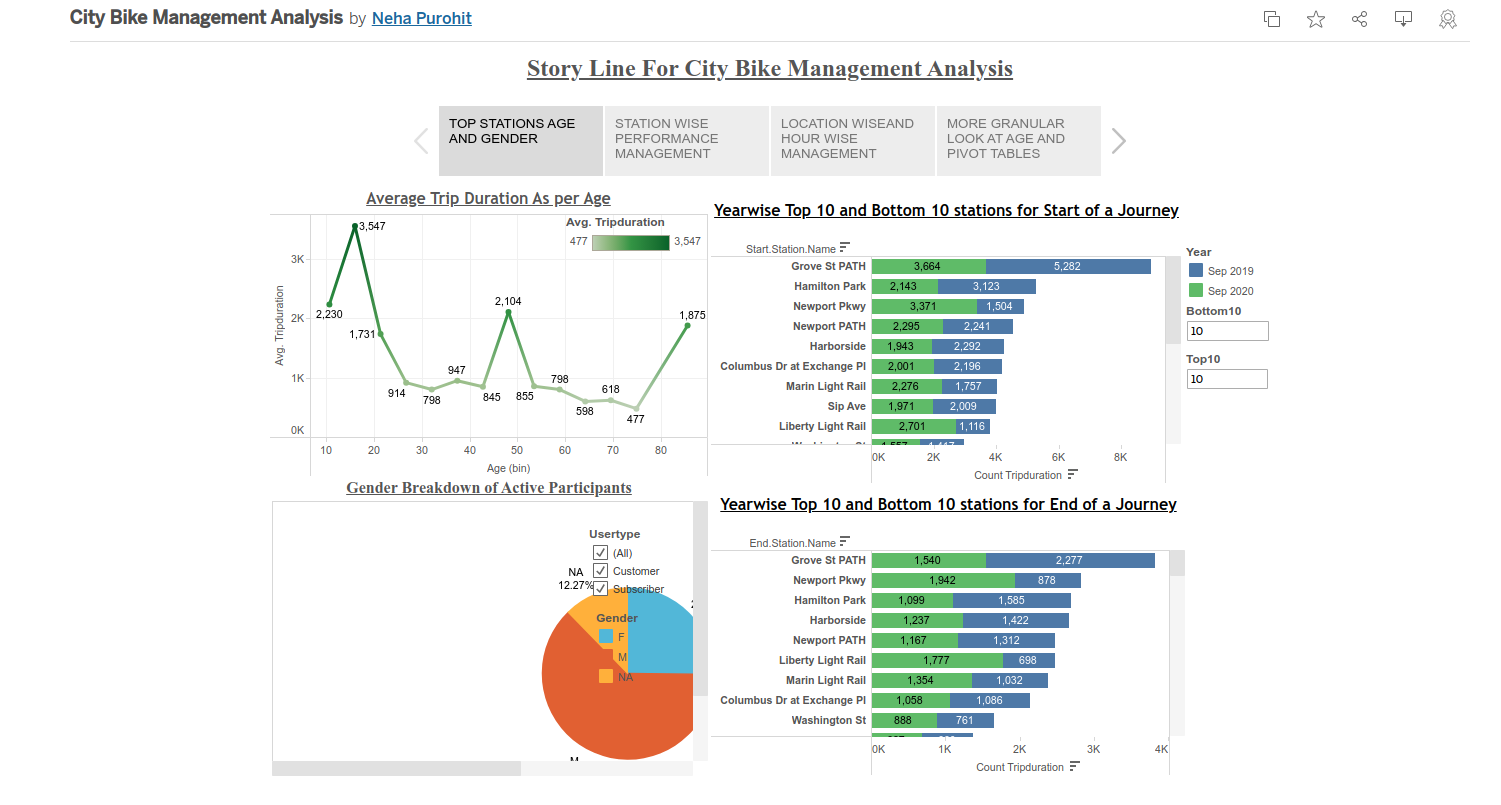 City Bike Management Analysis by Neha Purohit
Story Line For City Bike Management Analysis
TOP STATIONS AGE
AND GENDER
STATION WISE
PERFORMANCE
MANAGEMENT
LOCATION WISEAND
HOUR WISE
MANAGEMENT
MORE GRANULAR
LOOK AT AGE AND
PIVOT TABLES
Average Trip Duration As per Age
Avg. Tripduration
477 3,547
3,547
3K
2,230
2K
1,731
2,104
1,875
Avg. Tripduration
1K
914
798
947
845
855
798
598
618
477
0K
10 20 30 40 50 60 70 80
Age (bin)
Yearwise Top 10 and Bottom 10 stations for Start of a Journey
Start.Station.Name
Grove St PATH 3,664 5,282
Hamilton Park 2,143 3,123
Newport Pkwy 3,371 1,504
Newport PATH 2,295 2,241
Harborside 1,943 2,292
Columbus Dr at Exchange Pl 2,001 2,196
Marin Light Rail 2,276 1,757
Sip Ave 1,971 2,009
Liberty Light Rail 2,701 1,116
0K 2K 4K 6K 8K
Count Tripduration
Year
Sep 2019
Sep 2020
Bottom10
10
Top10
10
Gender Breakdown of Active Participants
Usertype
(All)
Customer
Subscriber
NA
12.27%
Gender
F
M
NA
M
Yearwise Top 10 and Bottom 10 stations for End of a Journey
End.Station.Name
Grove St PATH 1,540 2,277
Newport Pkwy 1,942 878
Hamilton Park 1,099 1,585
Harborside 1,237 1,422
Newport PATH 1,167 1,312
Liberty Light Rail 1,777 698
Marin Light Rail 1,354 1,032
Columbus Dr at Exchange Pl 1,058 1,086
Washington St 888 761
0K 1K 2K 3K 4K
Count Tripduration